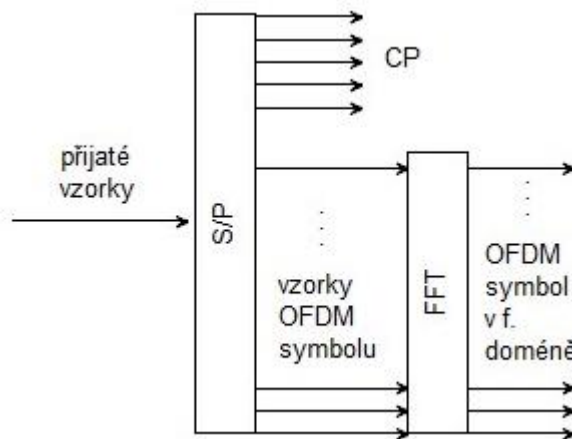 přijaté
vzorky
S/P
CP
vzorky
OFDM
symbolu
FFT
OFDM
symbol
v f.
doméně